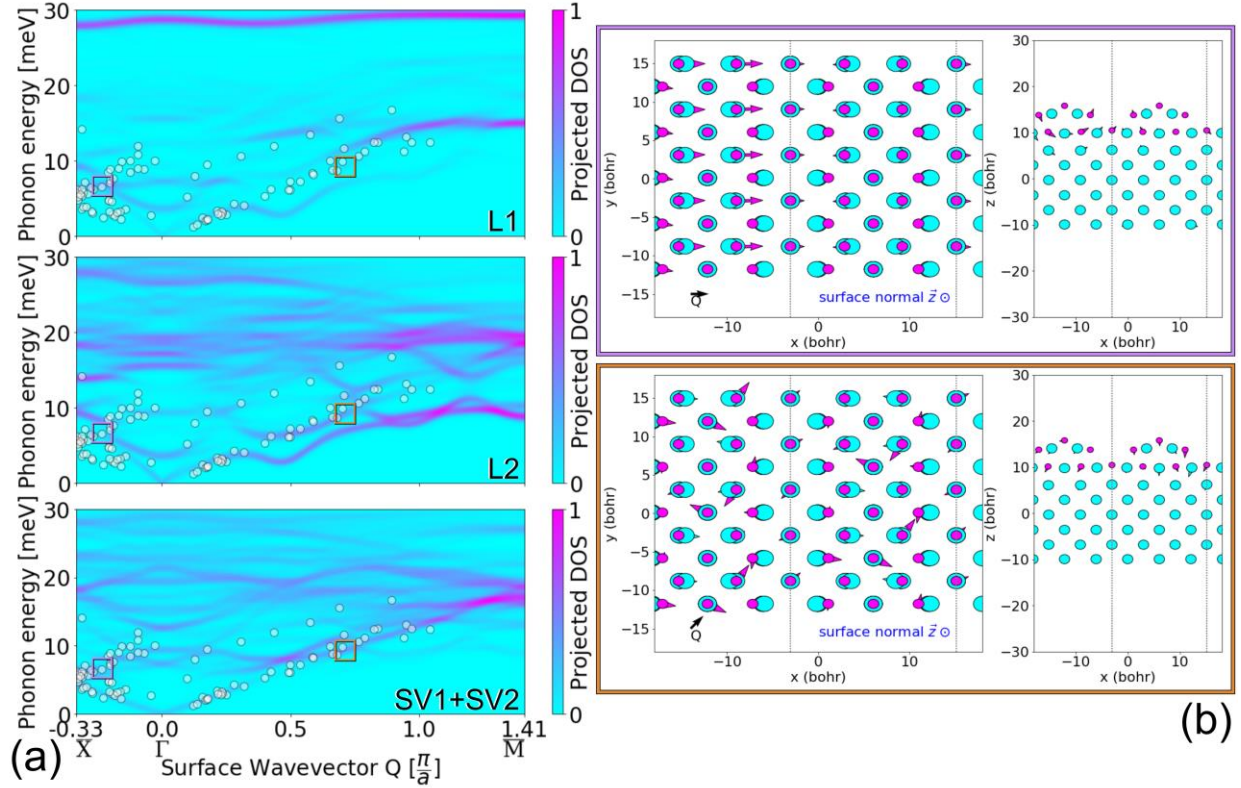 30
20
10
0
Phonon energy [meV]
L1
1
0
Projected DOS
30
20
10
0
Phonon energy [meV]
L2
1
0
Projected DOS
30
20
10
0
Phonon energy [meV]
SV1+SV2
1
0
Projected DOS
-0.33 0.0 0.5 1.0 1.41
X Γ M
Surface Wavevector Q [π/a]
(a)
15
10
5
0
−5
−10
−15
y (bohr)
Q
surface normal z ⊙
−10 0 10
x (bohr)
30
20
10
0
−10
−20
−30
z (bohr)
−10 0 10
x (bohr)
15
10
5
0
−5
−10
−15
y (bohr)
Q
surface normal z ⊙
−10 0 10
x (bohr)
30
20
10
0
−10
−20
−30
z (bohr)
−10 0 10
x (bohr)
(b)